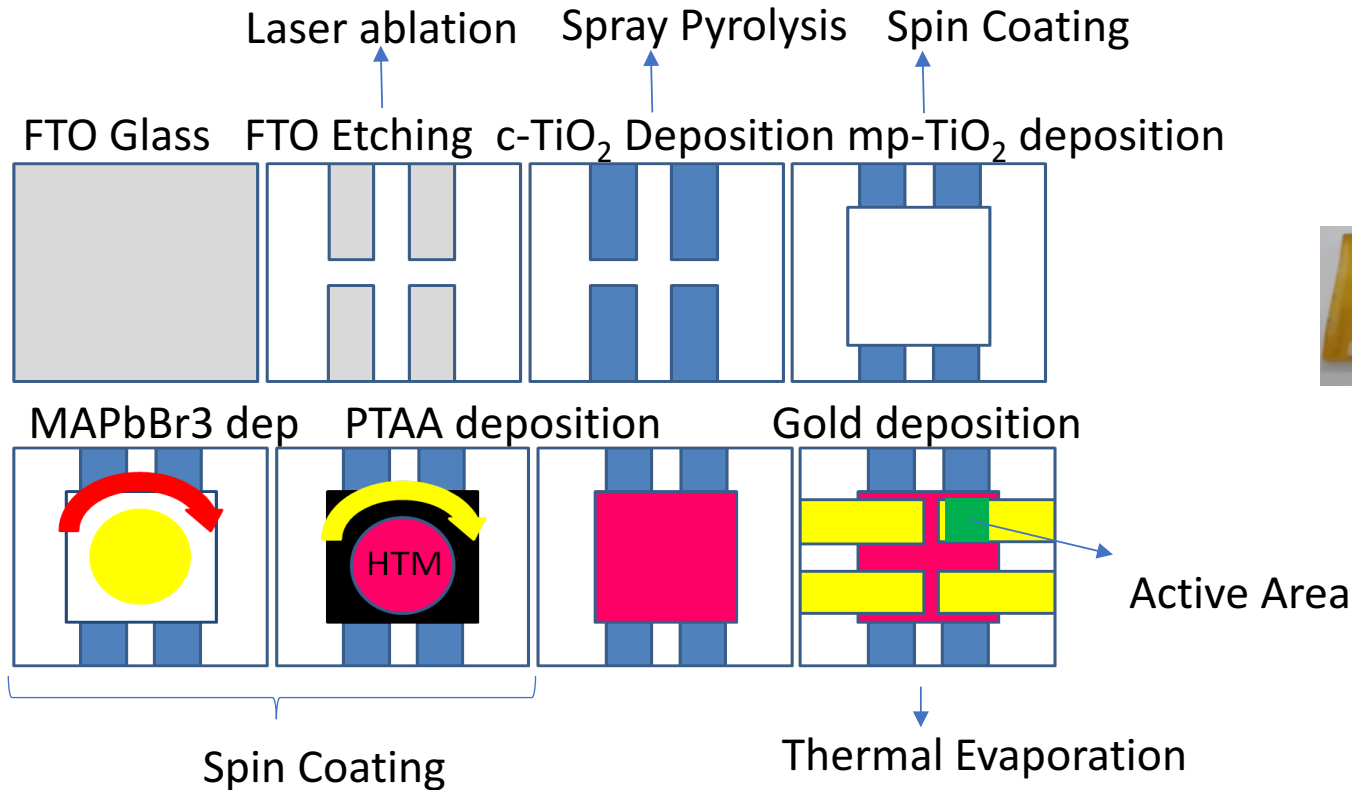 Laser ablation Spray Pyrolysis Spin Coating
FTO Glass FTO Etching c-TiO₂ Deposition mp-TiO₂ deposition
MAPbBr3 dep PTAA deposition Gold deposition
HTM
Active Area
Spin Coating Thermal Evaporation